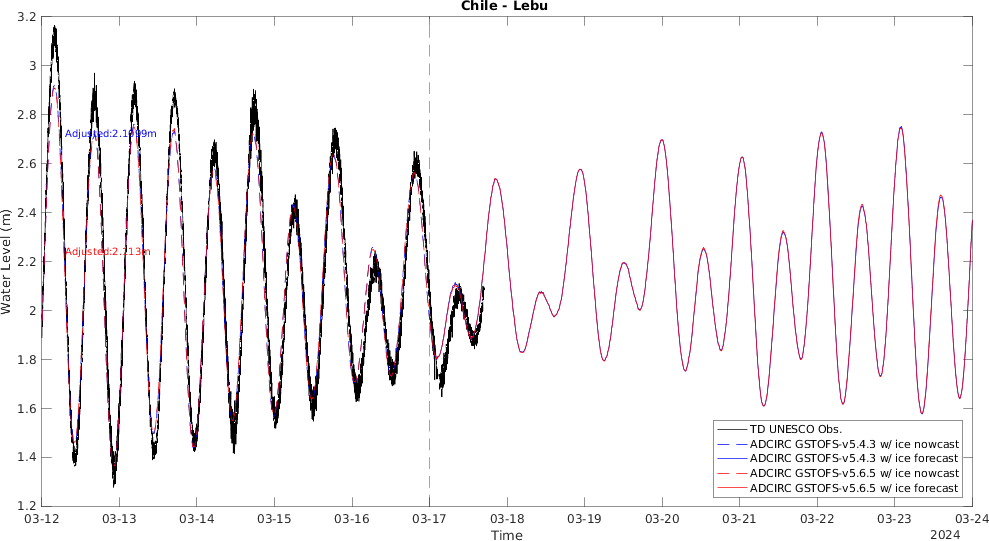 Chile - Lebu
3.2
3
2.8
2.6
2.4
2.2
2
1.8
1.6
1.4
1.2
Water Level (m)
Adjusted:2.1099m
Adjusted:2.113m
TD UNESCO Obs.
ADCIRC GSTOFS-v5.4.3 w/ ice nowcast
ADCIRC GSTOFS-v5.4.3 w/ ice forecast
ADCIRC GSTOFS-v5.6.5 w/ ice nowcast
ADCIRC GSTOFS-v5.6.5 w/ ice forecast
03-12 03-13 03-14 03-15 03-16 03-17 03-18 03-19 03-20 03-21 03-22 03-23 03-24
Time
2024